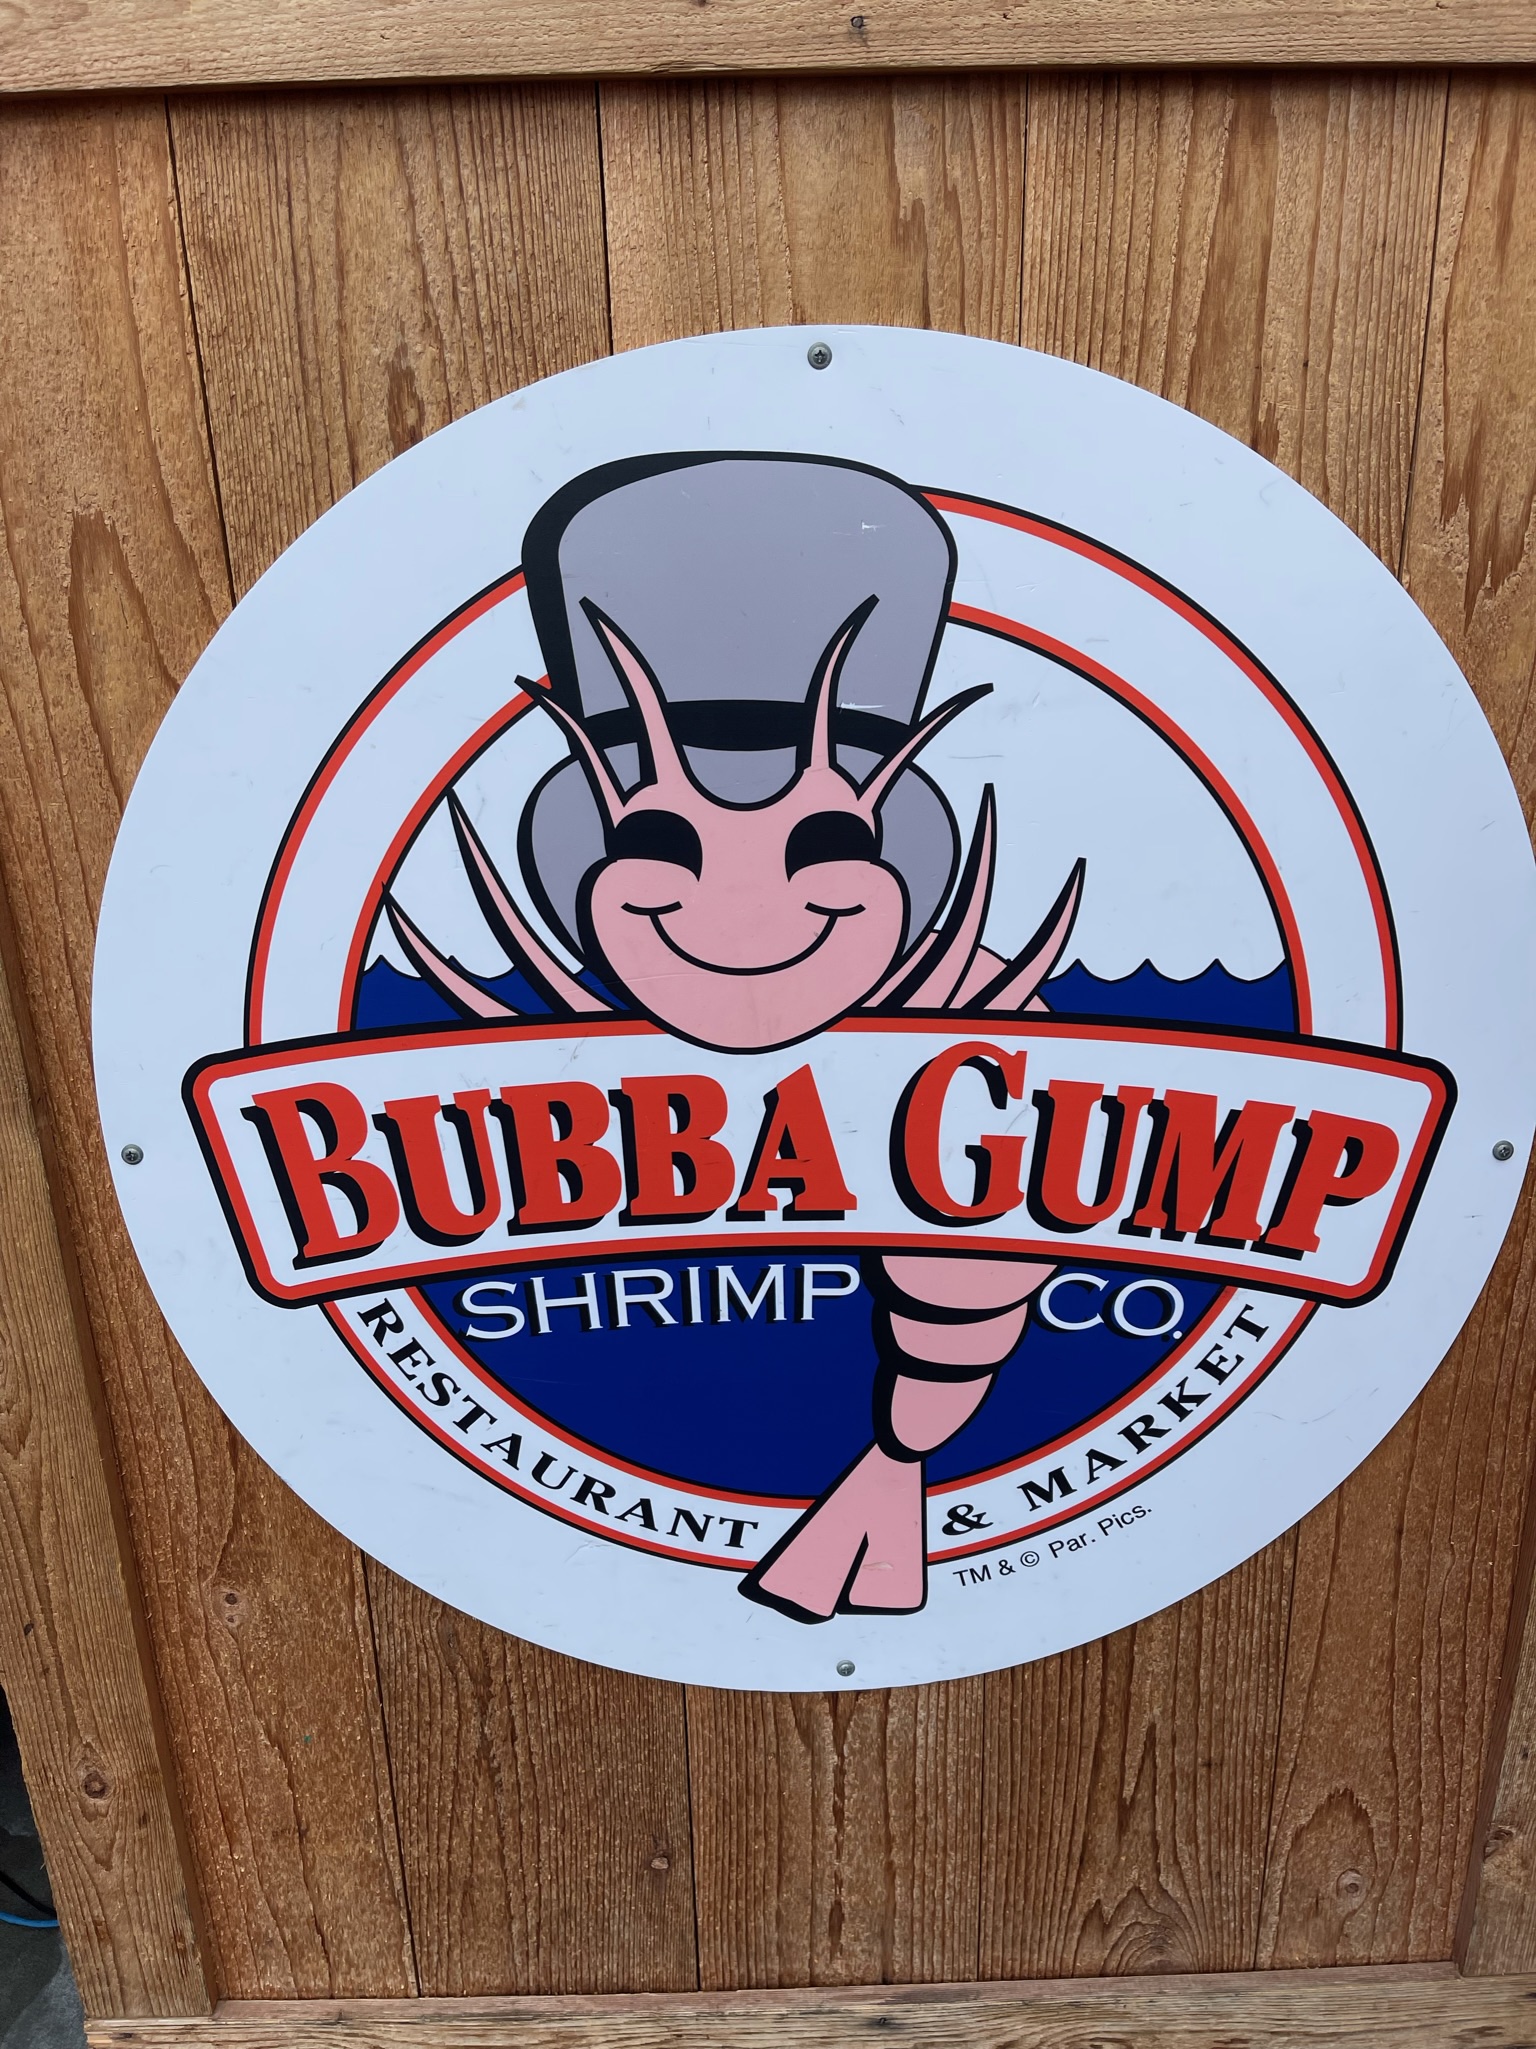 BUBBA GUMP
SHRIMP CO.
RESTAURANT & MARKET
TM & © Par. Pics.